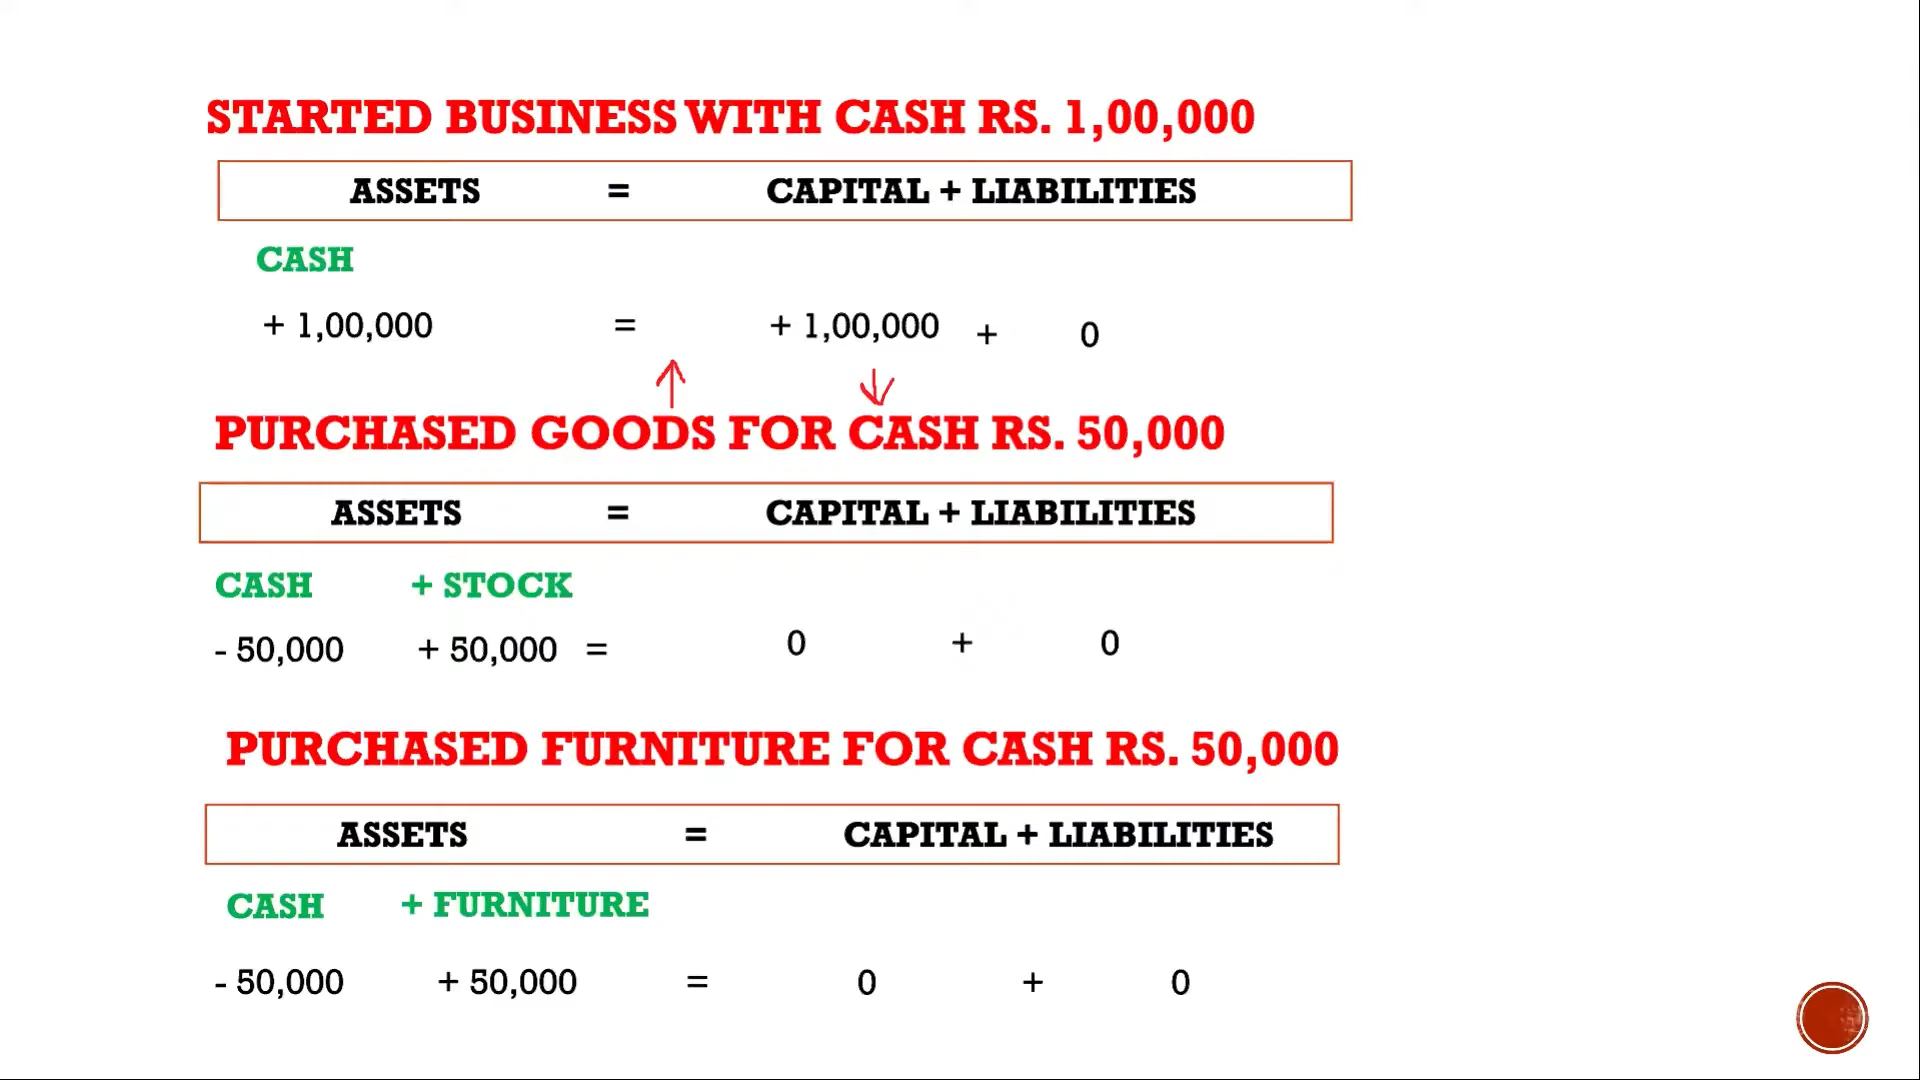 STARTED BUSINESS WITH CASH RS. 1,00,000
ASSETS = CAPITAL + LIABILITIES
CASH
+ 1,00,000 = + 1,00,000 + 0
PURCHASED GOODS FOR CASH RS. 50,000
ASSETS = CAPITAL + LIABILITIES
CASH + STOCK
- 50,000 + 50,000 = 0 + 0
PURCHASED FURNITURE FOR CASH RS. 50,000
ASSETS = CAPITAL + LIABILITIES
CASH + FURNITURE
- 50,000 + 50,000 = 0 + 0